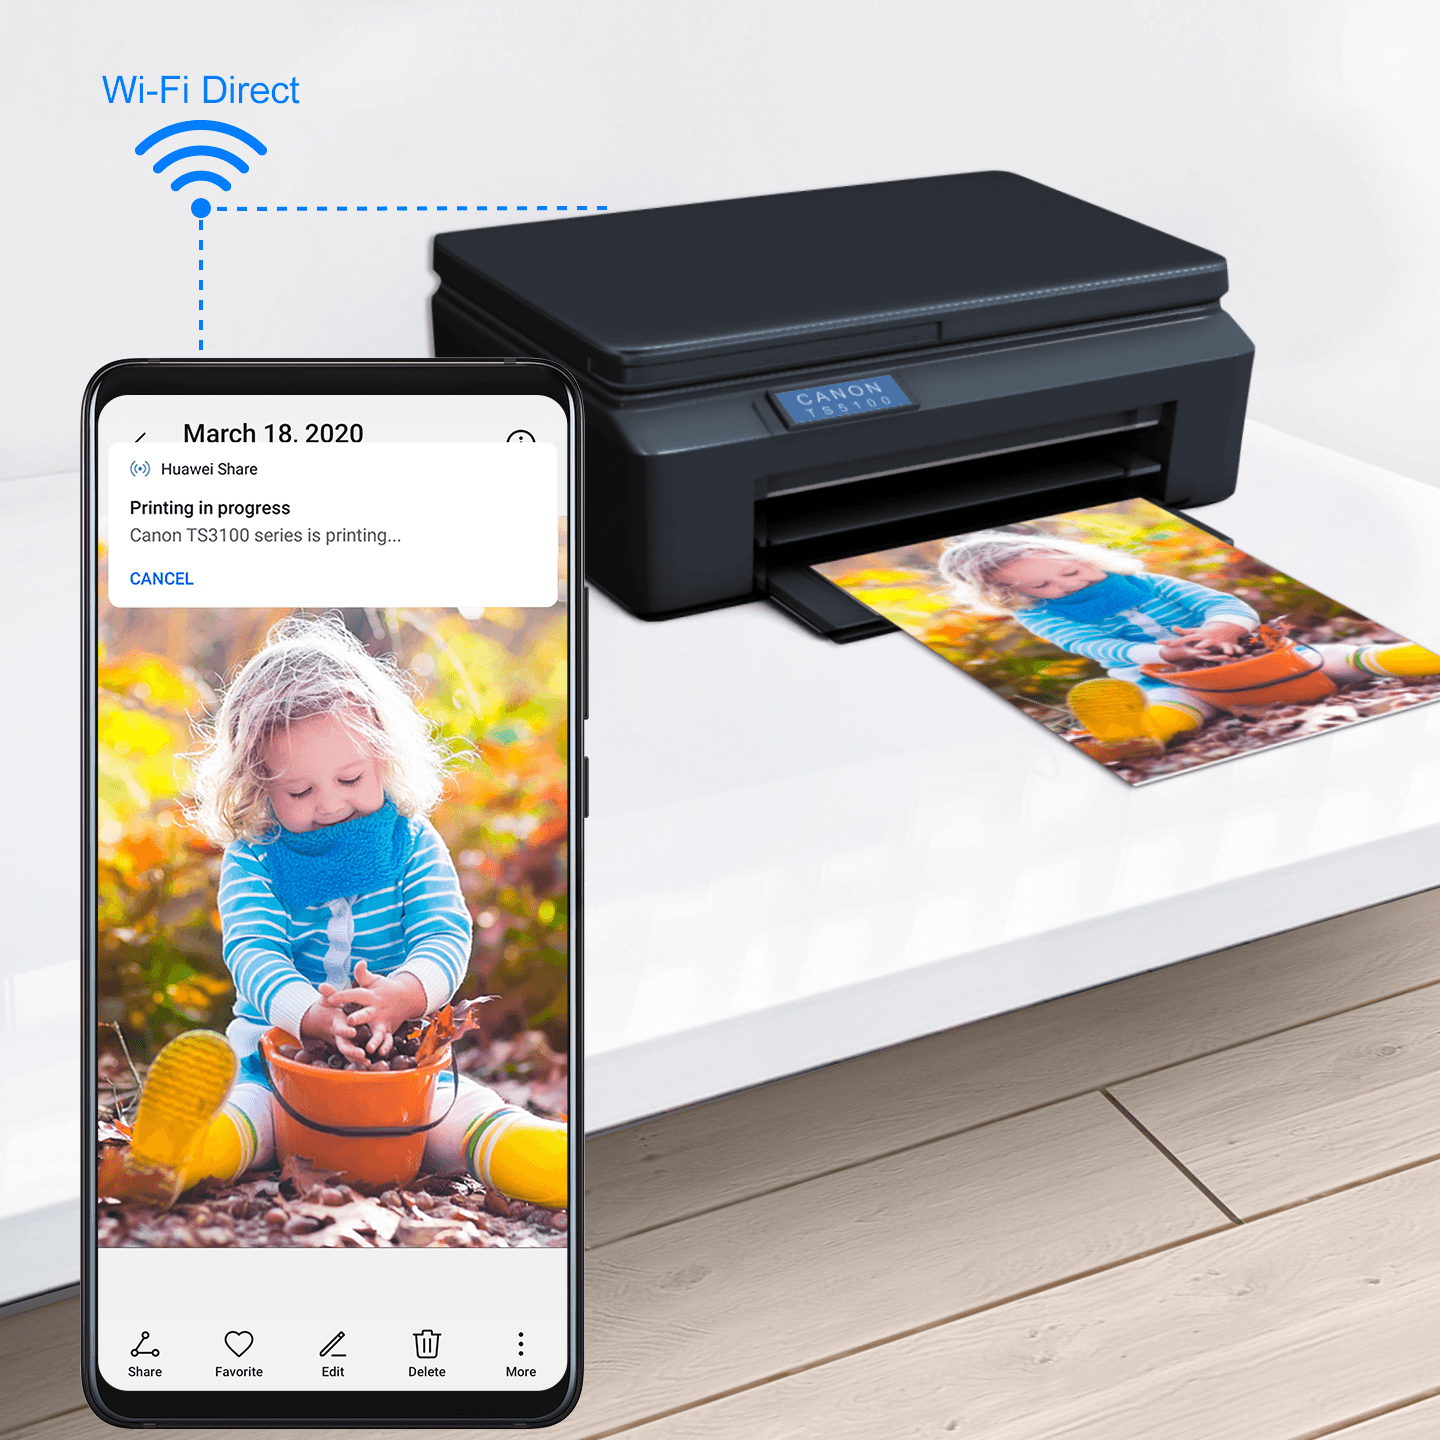 Wi-Fi Direct
CANON
TS5100
March 18, 2020
Huawei Share
Printing in progress
Canon TS3100 series is printing...
CANCEL
Share
Favorite
Edit
Delete
More